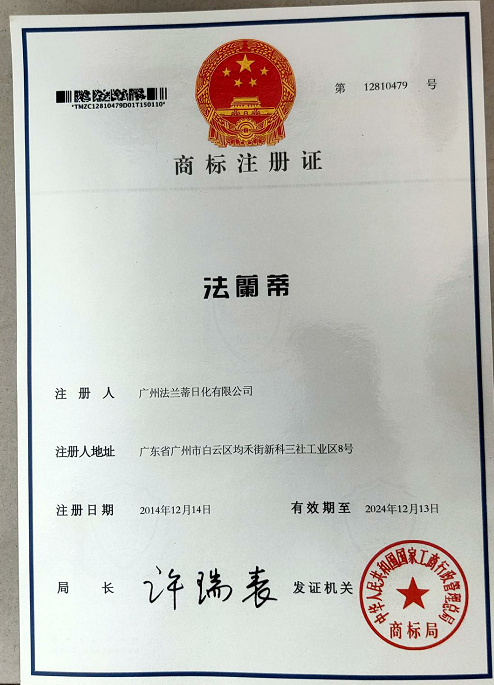 第 12810479 号
*TMZC12810479D01T150110*
商标注册证
法蘭蒂
注册人 广州法兰蒂日化有限公司
注册人地址 广东省广州市白云区均禾街新科三社工业区8号
注册日期 2014年12月14日 有效期至 2024年12月13日
局长 许瑞表 发证机关
中华人民共和国国家工商行政管理总局
商标局